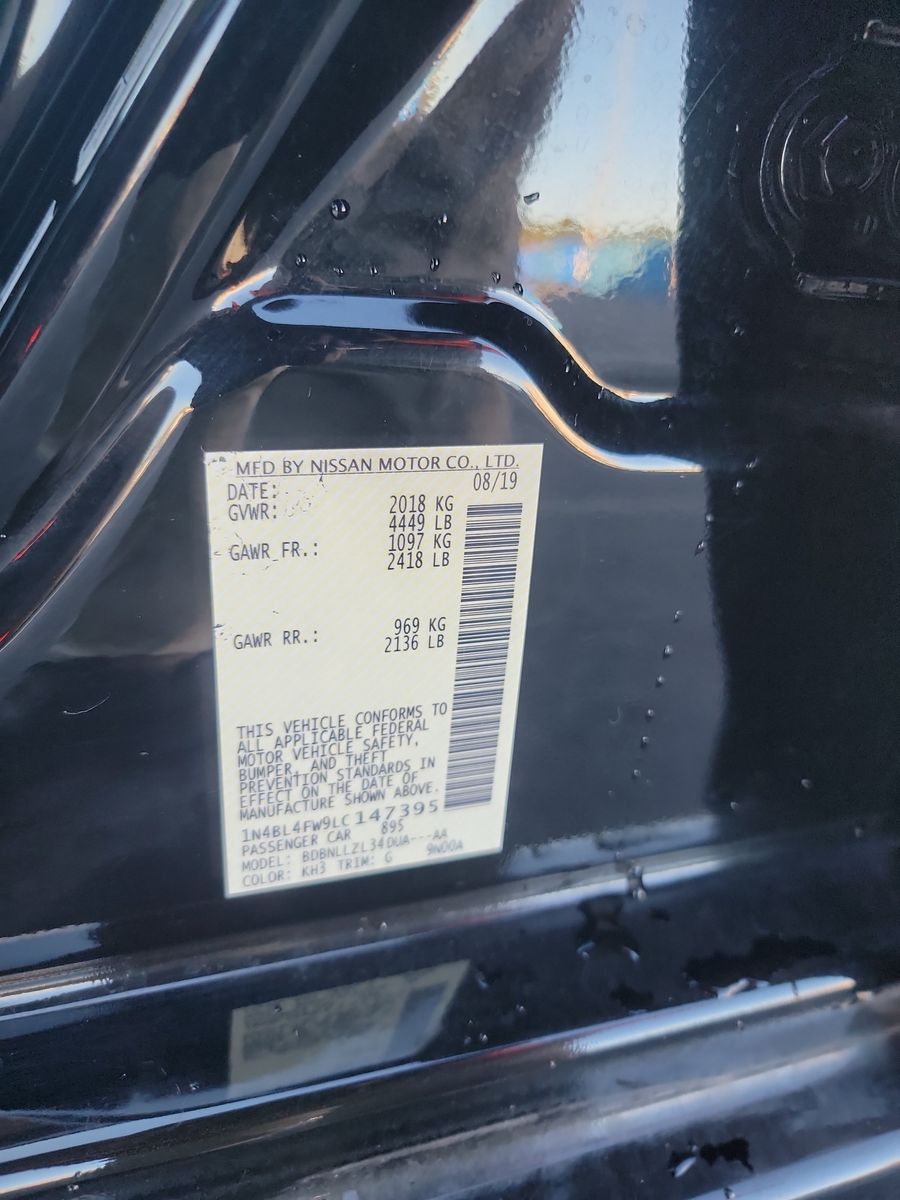 MFD BY NISSAN MOTOR CO., LTD.
DATE: 08/19
GVWR: 2018 KG
4449 LB
GAWR FR.: 1097 KG
2418 LB
GAWR RR.: 969 KG
2136 LB
THIS VEHICLE CONFORMS TO
ALL APPLICABLE FEDERAL
MOTOR VEHICLE SAFETY,
BUMPER, AND THEFT
PREVENTION STANDARDS IN
EFFECT ON THE DATE OF
MANUFACTURE SHOWN ABOVE.
1N4BL4FW9LC147395
PASSENGER CAR 895
MODEL: BDBNLLZL34DUA---AA
COLOR: KH3 TRIM: G 9N00A